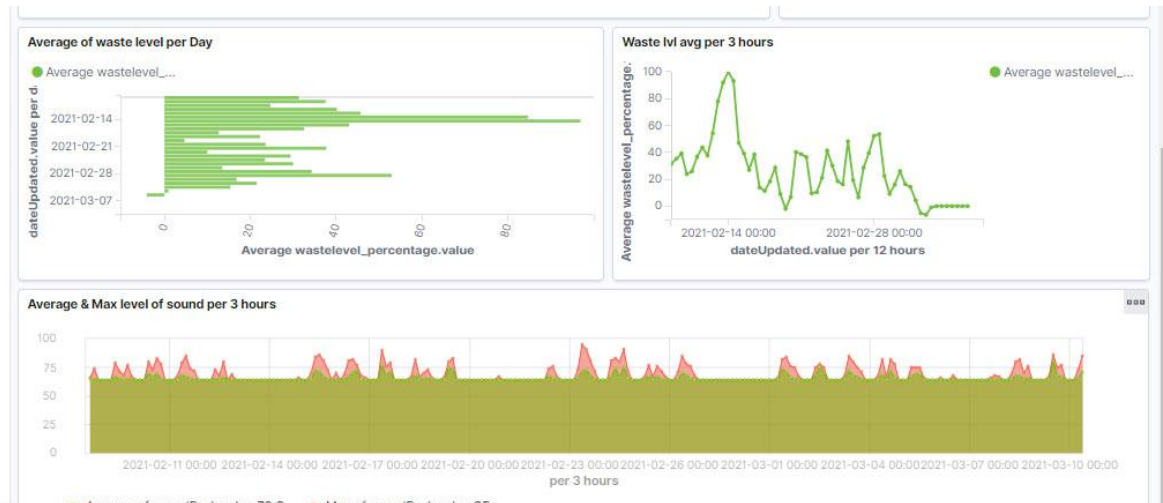 Average of waste level per Day
Average wastelevel_...
dateUpdated.value per d
2021-02-14
2021-02-21
2021-02-28
2021-03-07
0
20
40
60
80
Average wastelevel_percentage.value
Waste lvl avg per 3 hours
Average wastelevel_...
Average wastelevel_percentage.
100
80
60
40
20
0
2021-02-14 00:00 2021-02-28 00:00
dateUpdated.value per 12 hours
Average & Max level of sound per 3 hours
100
75
50
25
0
2021-02-11 00:00 2021-02-14 00:00 2021-02-17 00:00 2021-02-20 00:00 2021-02-23 00:00 2021-02-26 00:00 2021-03-01 00:00 2021-03-04 00:00 2021-03-07 00:00 2021-03-10 00:00
per 3 hours